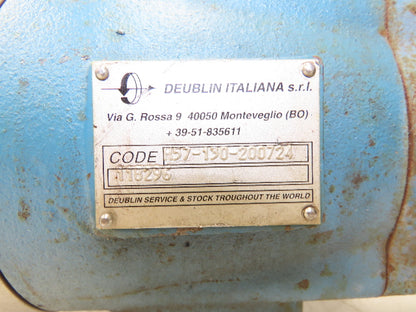 DEUBLIN ITALIANA s.r.l.
Via G. Rossa 9 40050 Monteveglio (BO)
+ 39-51-835611
CODE 157-130-200724
118296
DEUBLIN SERVICE & STOCK TROUGHOUT THE WORLD